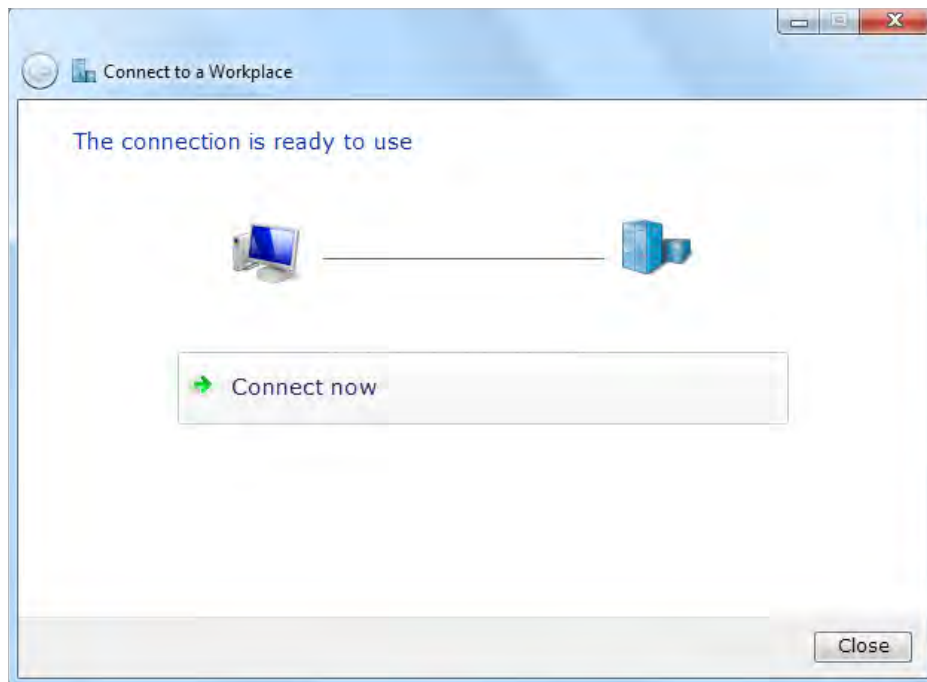 Connect to a Workplace
The connection is ready to use
Connect now
Close